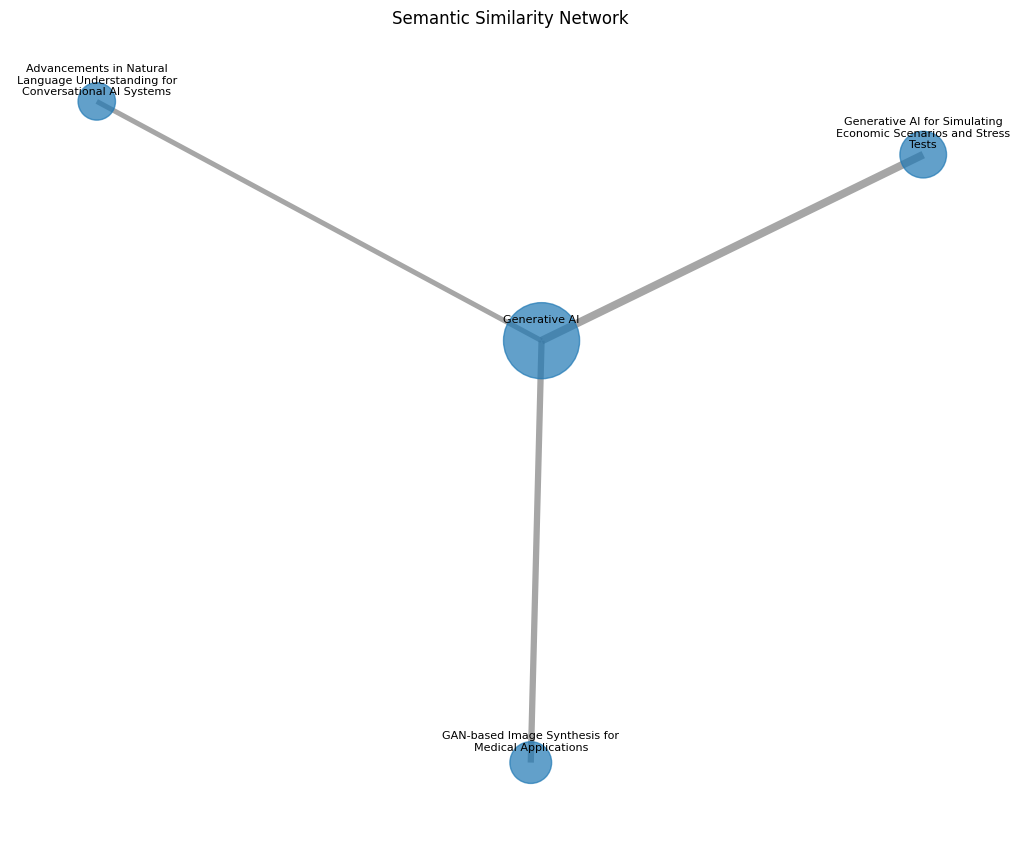 Semantic Similarity Network
Advancements in Natural
Language Understanding for
Conversational AI Systems
Generative AI for Simulating
Economic Scenarios and Stress
Tests
Generative AI
GAN-based Image Synthesis for
Medical Applications